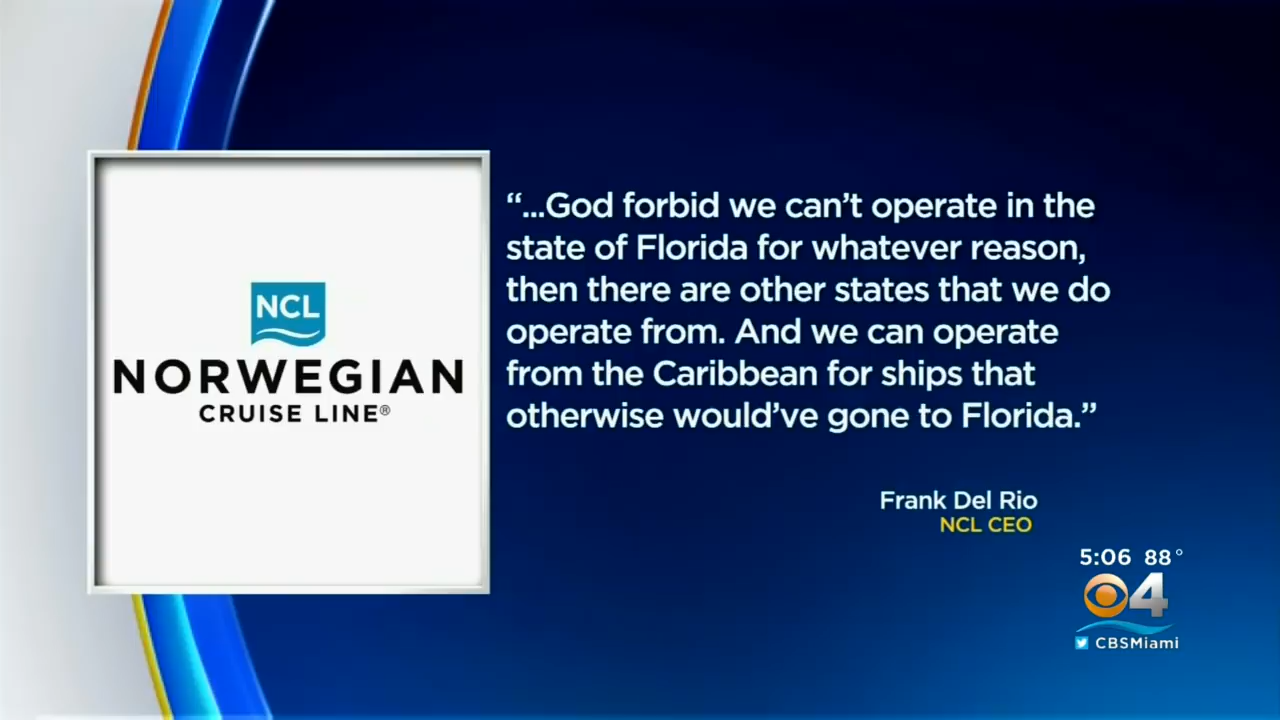 NCL
NORWEGIAN
CRUISE LINE®
“...God forbid we can’t operate in the
state of Florida for whatever reason,
then there are other states that we do
operate from. And we can operate
from the Caribbean for ships that
otherwise would’ve gone to Florida.”
Frank Del Rio
NCL CEO
5:06 88°
4
CBSMiami